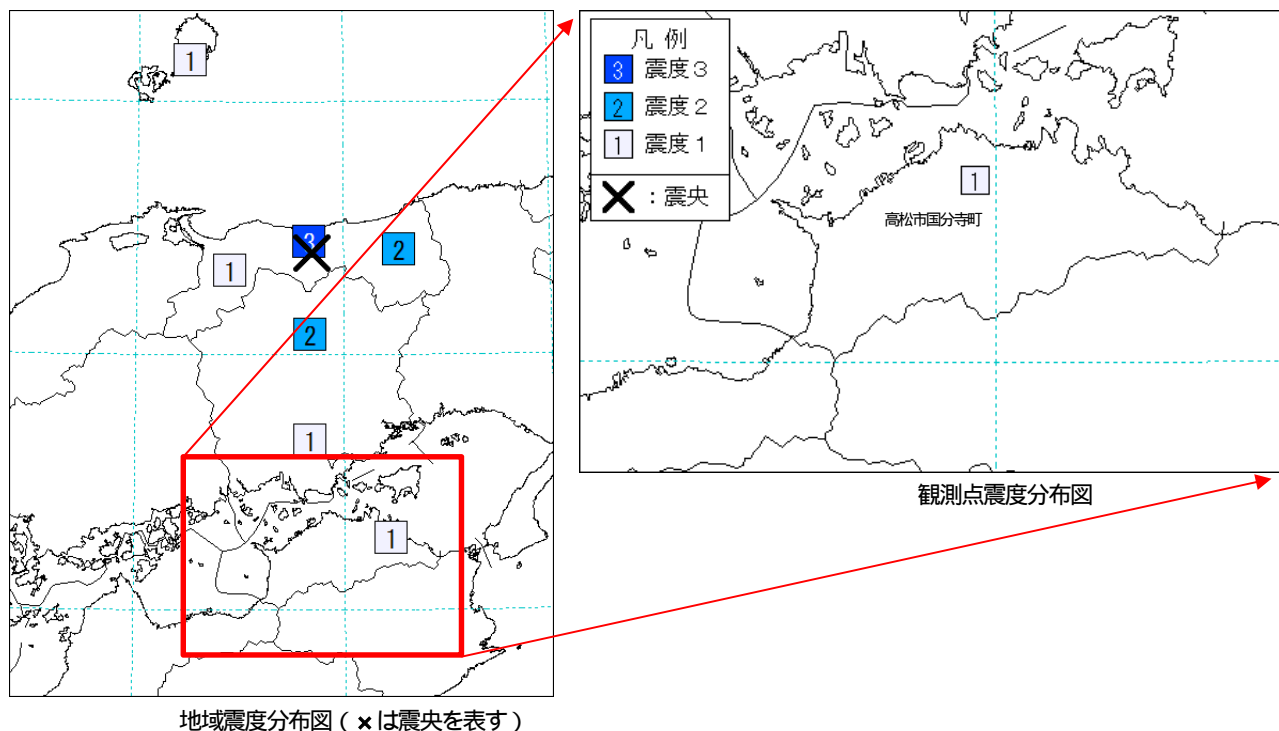 1
3
2
1
2
1
1
地域震度分布図（×は震央を表す）
凡 例
3 震度３
2 震度２
1 震度１
×：震央
1
高松市国分寺町
観測点震度分布図